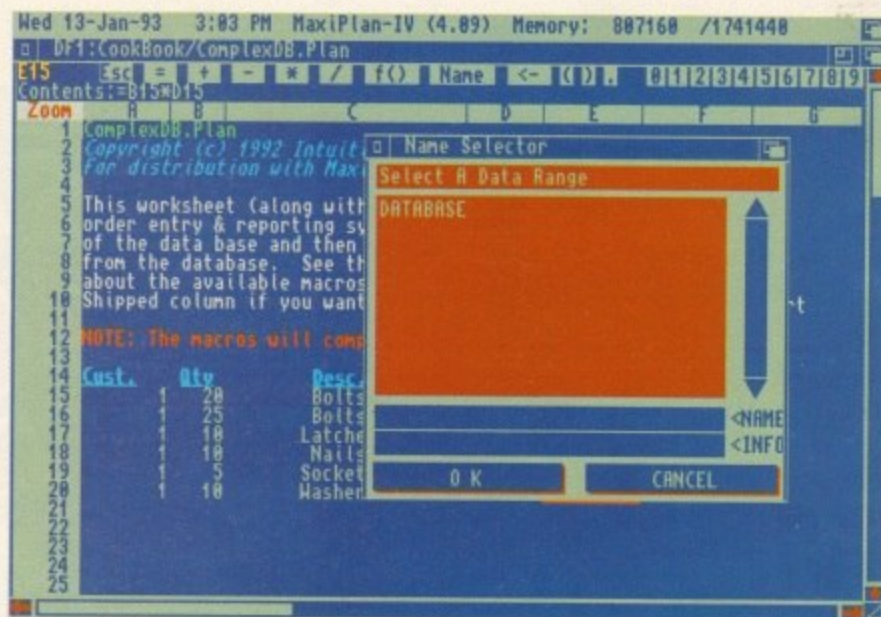 Wed 13-Jan-93 3:03 PM MaxiPlan-IV (4.09) Memory: 807160 /1741440
DF1:CookBook/ComplexDB.Plan
E15 Esc = + - * / f() Name <- ( ) . 0 1 2 3 4 5 6 7 8 9
Contents:=B15*D15
Zoom A B C D E F G
1 ComplexDB.Plan
2 Copyright (c) 1992 Intuit
3 For distribution with Max
4
5 This worksheet (along with
6 order entry & reporting sy
7 of the data base and then
8 from the database. See th
9 about the available macros
10 Shipped column if you want t
11
12 NOTE: The macros will comp
13
14 Cust. Qty Desc.
15 1 20 Bolts
16 1 25 Bolts
17 1 10 Latche
18 1 10 Nails
19 1 5 Socket
20 1 10 Washer
21
22
23
24
25
Name Selector
Select A Data Range
DATABASE
<NAME
<INFO
O K CANCEL